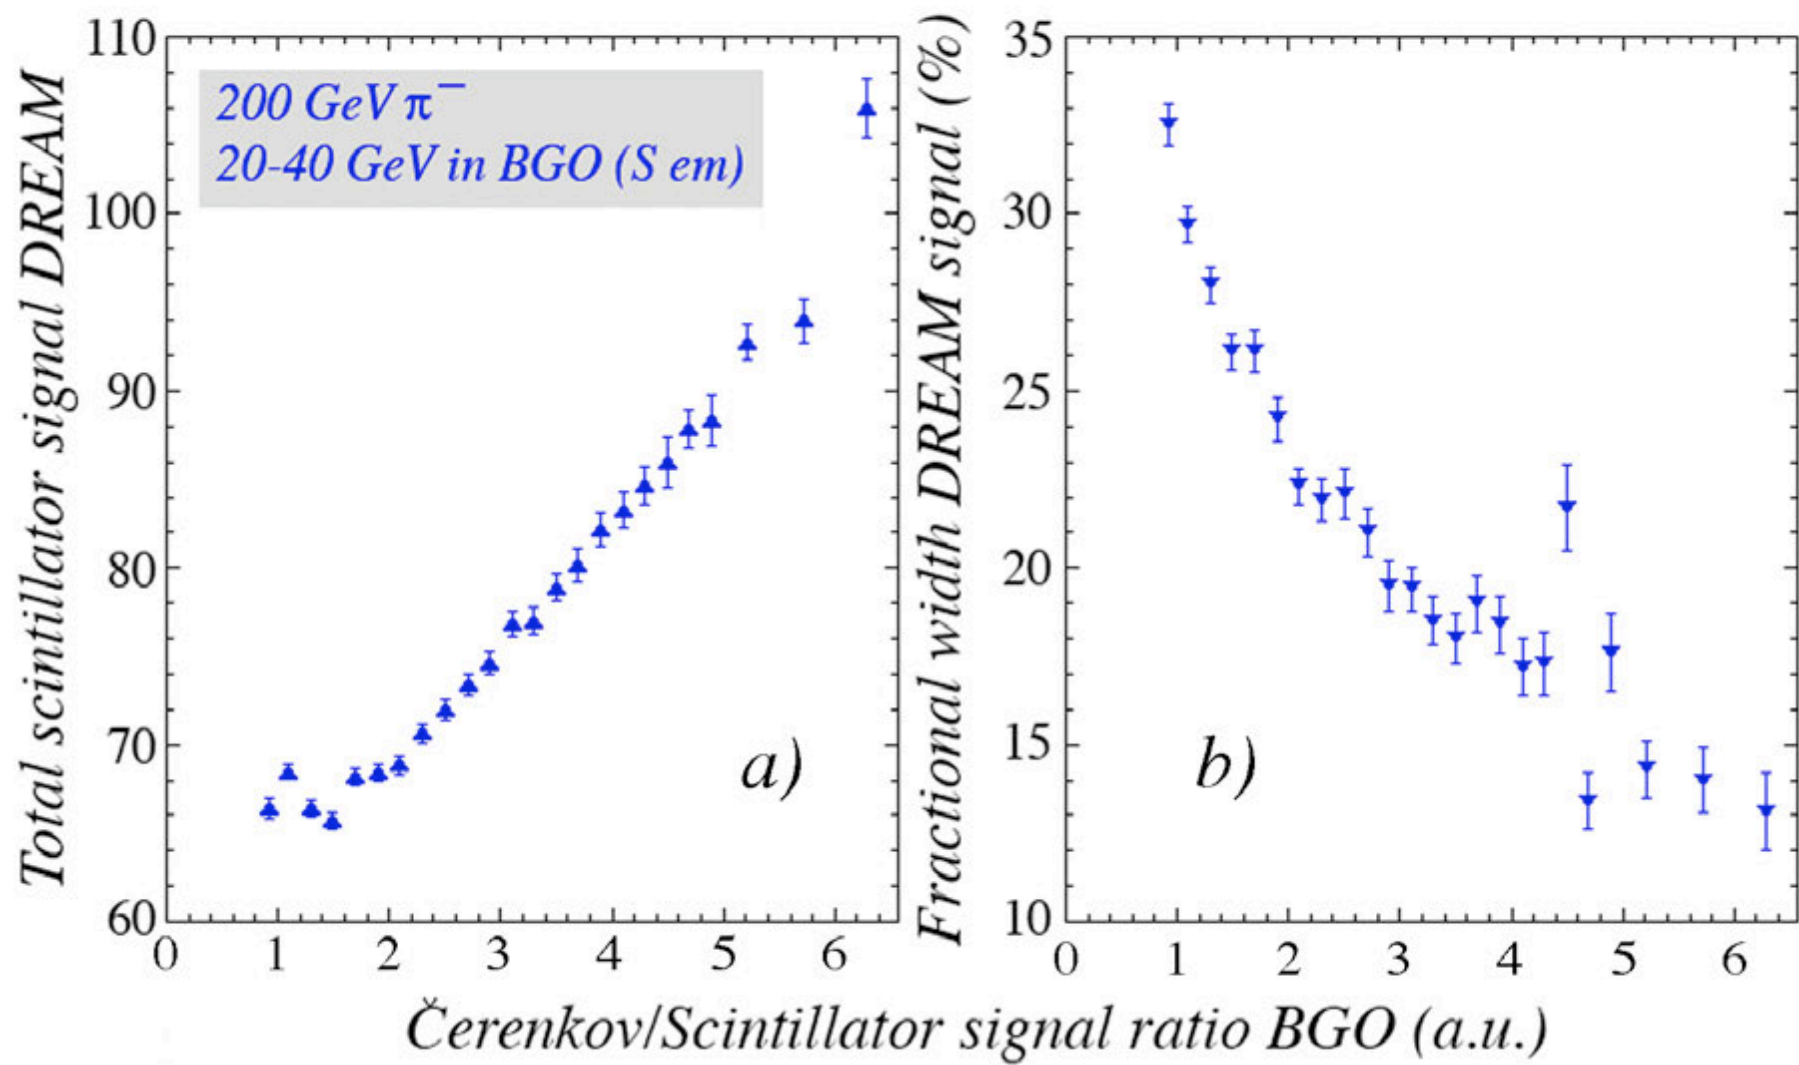 Total scintillator signal DREAM
110
100
90
80
70
60
0 1 2 3 4 5 6
200 GeV π⁻
20-40 GeV in BGO (S em)
a)
Fractional width DREAM signal (%)
35
30
25
20
15
10
0 1 2 3 4 5 6
b)
Čerenkov/Scintillator signal ratio BGO (a.u.)